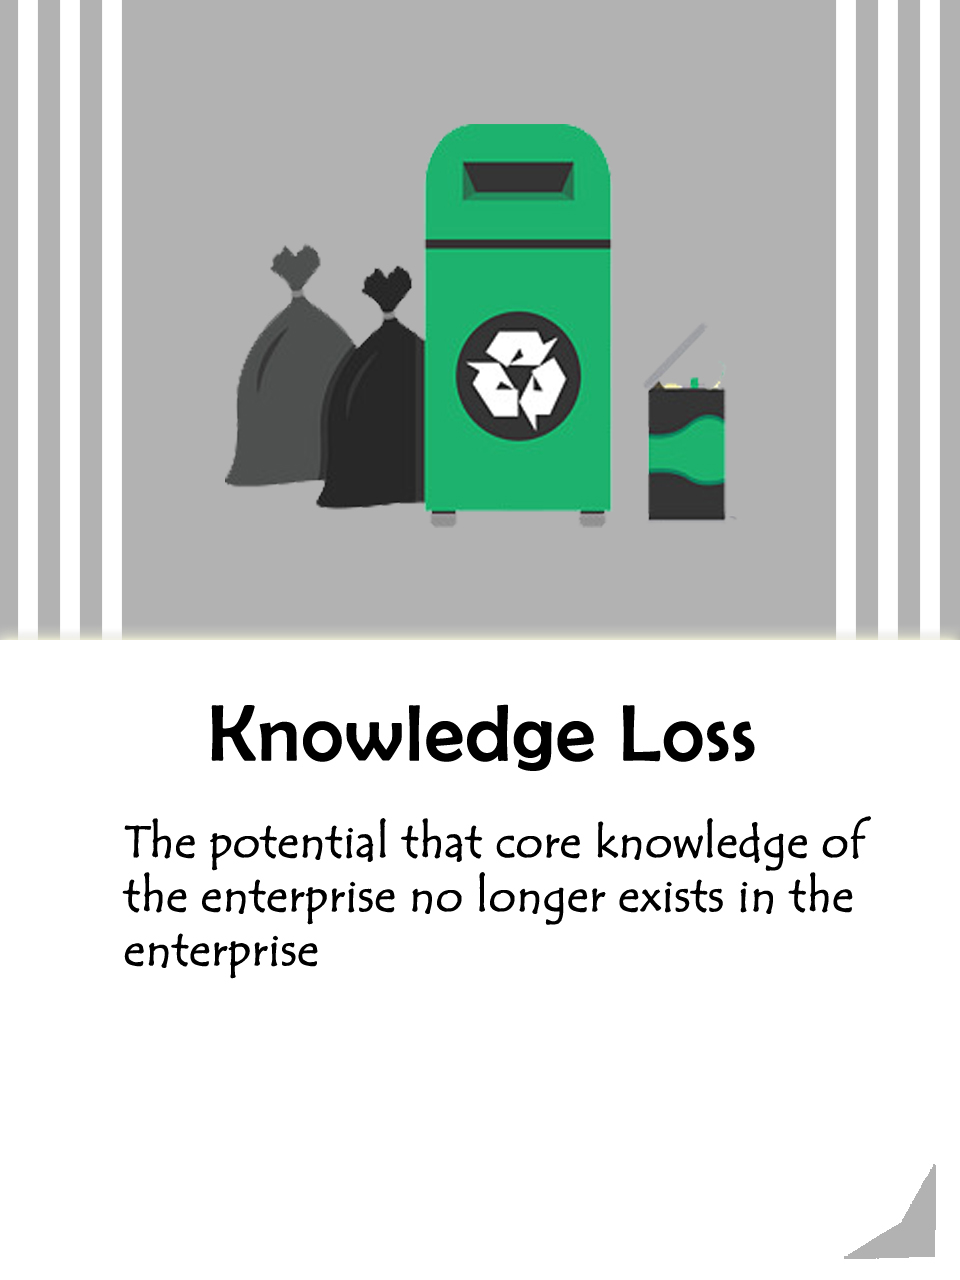 Knowledge Loss
The potential that core knowledge of
the enterprise no longer exists in the
enterprise